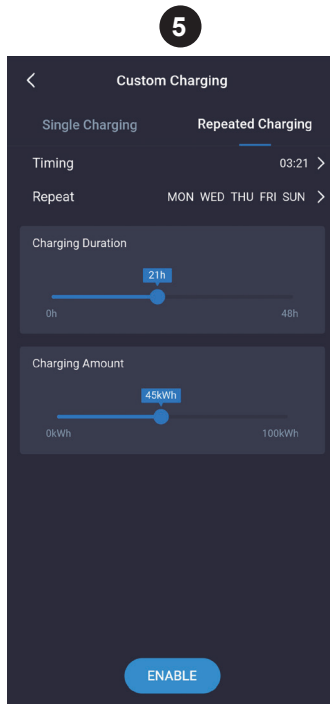 5
Custom Charging
Single Charging Repeated Charging
Timing 03:21
Repeat MON WED THU FRI SUN
Charging Duration
21h
0h 48h
Charging Amount
45kWh
0kWh 100kWh
ENABLE